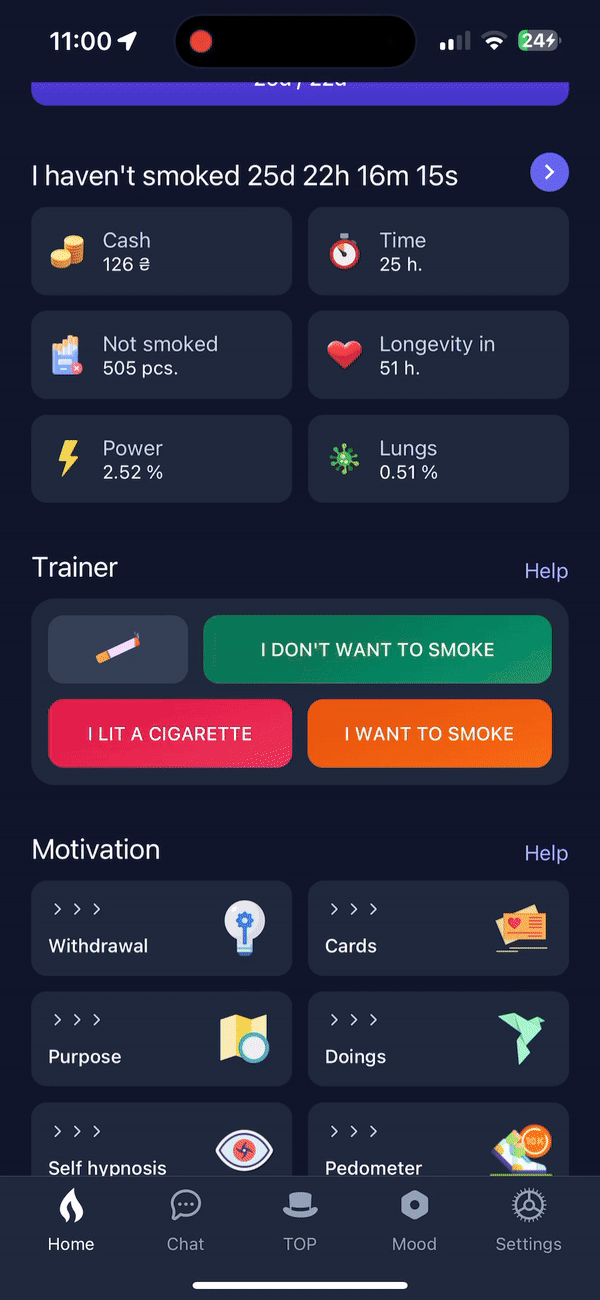 11:00
24
I haven't smoked 25d 22h 16m 15s
Cash
126 ₴
Time
25 h.
Not smoked
505 pcs.
Longevity in
51 h.
Power
2.52 %
Lungs
0.51 %
Trainer
Help
I DON'T WANT TO SMOKE
I LIT A CIGARETTE
I WANT TO SMOKE
Motivation
Help
Withdrawal
Cards
Purpose
Doings
10K
Self hypnosis
Pedometer
Home
Chat
TOP
Mood
Settings